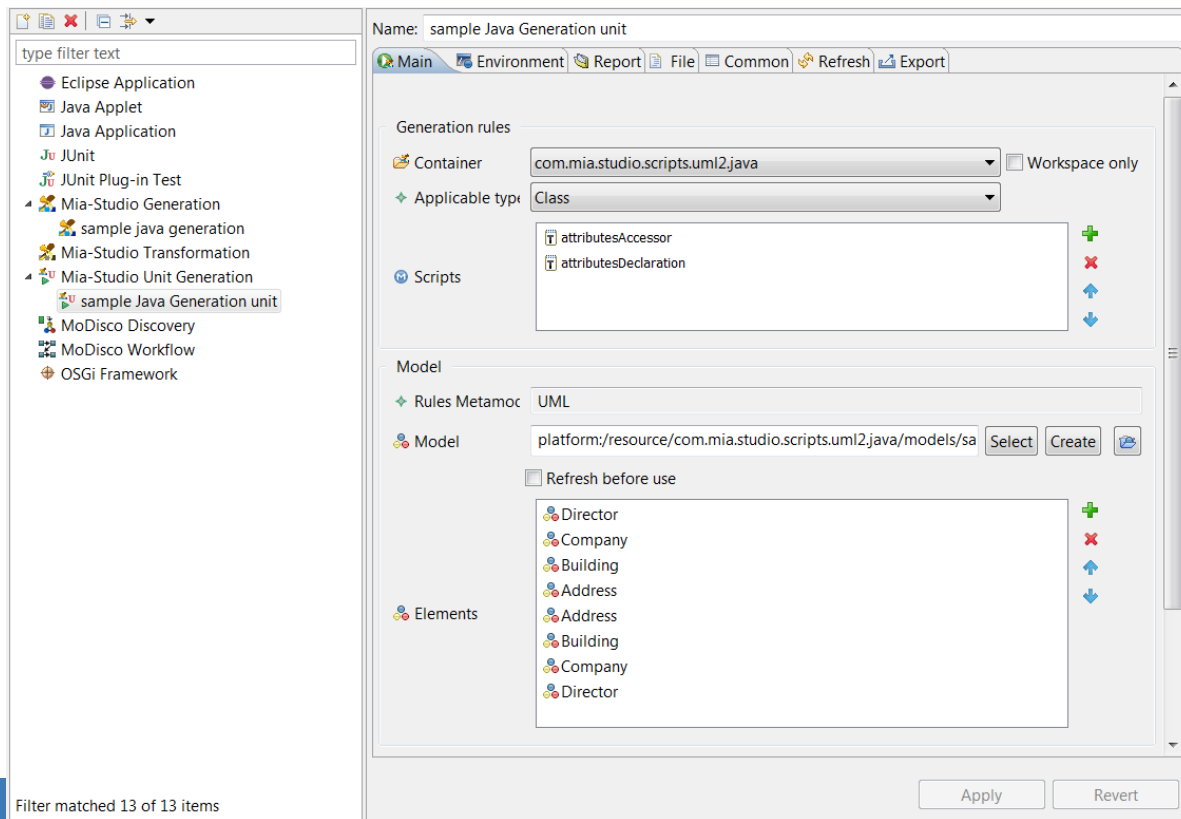 type filter text
Eclipse Application
Java Applet
Java Application
JUnit
JUnit Plug-in Test
Mia-Studio Generation
sample java generation
Mia-Studio Transformation
Mia-Studio Unit Generation
sample Java Generation unit
MoDisco Discovery
MoDisco Workflow
OSGi Framework
Filter matched 13 of 13 items
Name: sample Java Generation unit
Main Environment Report File Common Refresh Export
Generation rules
Container com.mia.studio.scripts.uml2.java Workspace only
Applicable type Class
attributesAccessor
attributesDeclaration
Scripts
Model
Rules Metamoc UML
Model platform:/resource/com.mia.studio.scripts.uml2.java/models/sa Select Create
Refresh before use
Director
Company
Building
Address
Address
Building
Company
Director
Elements
Apply Revert